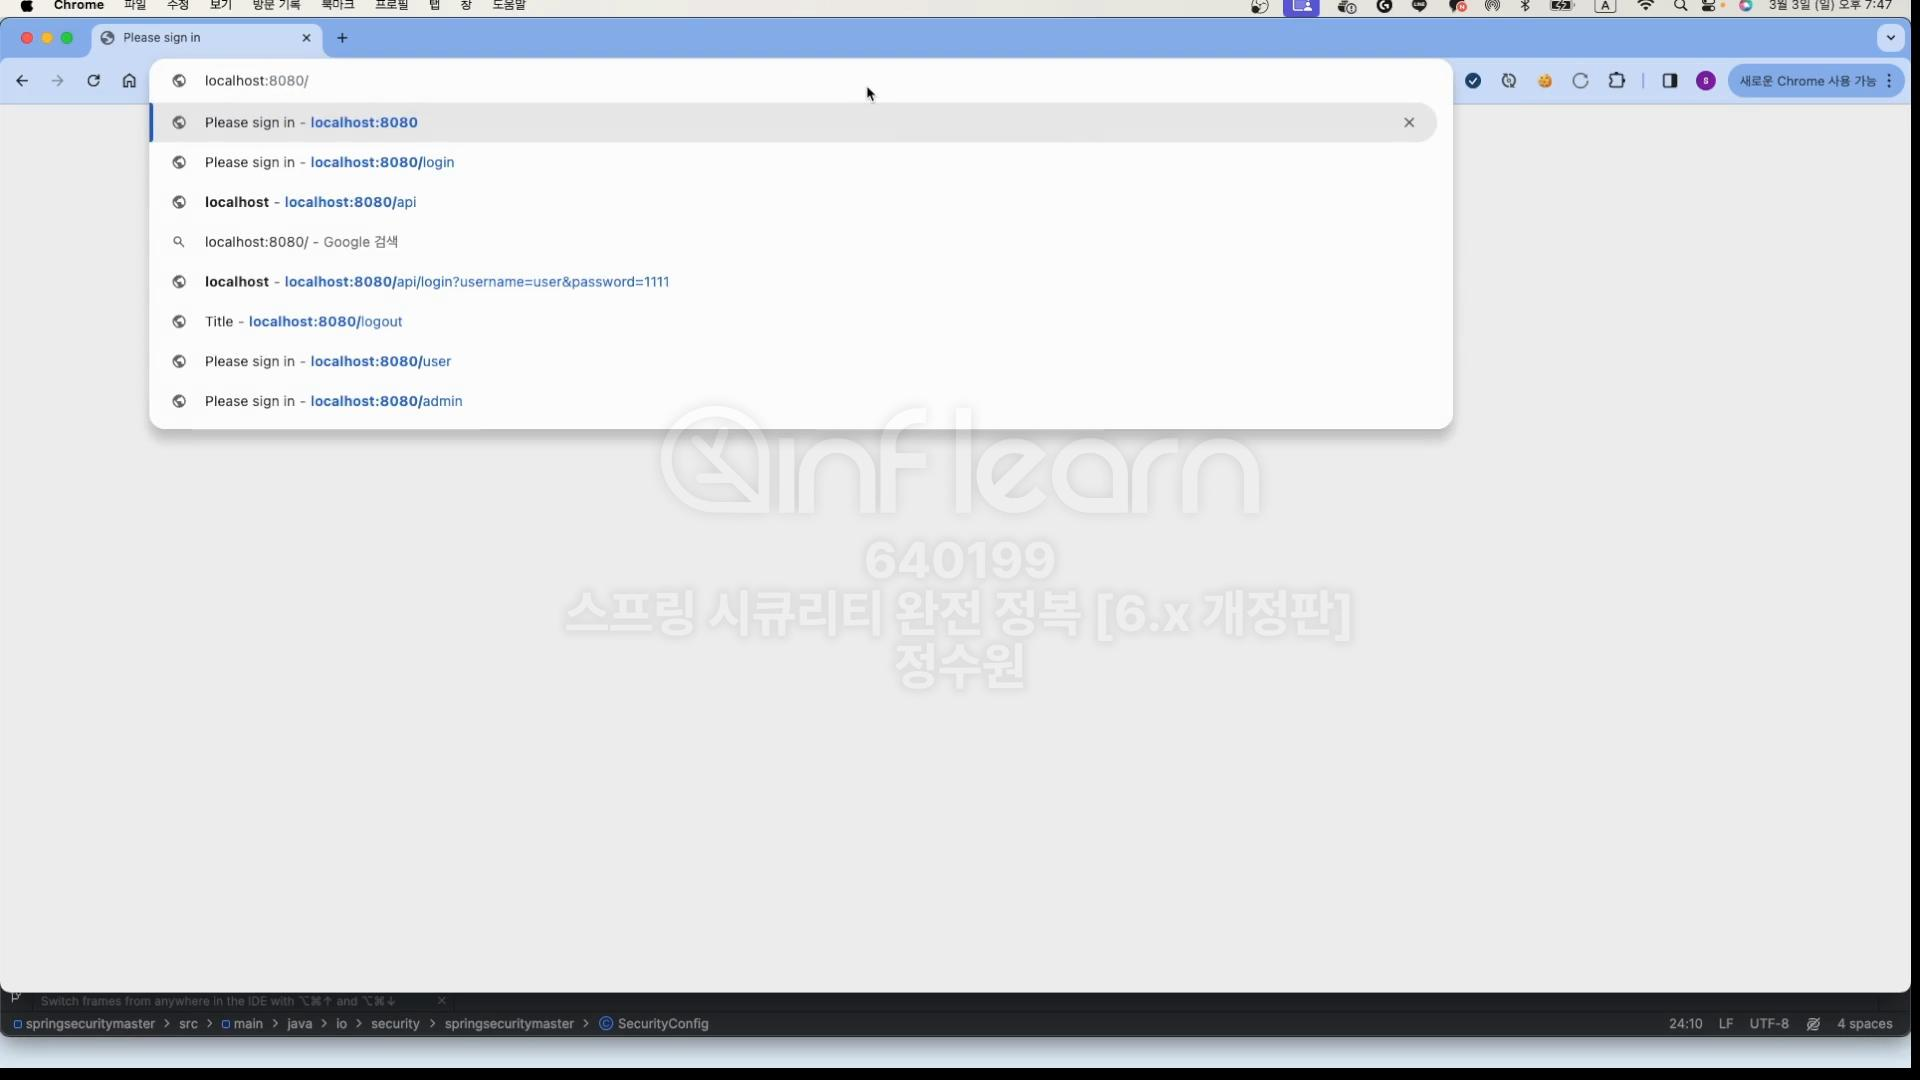 Chrome 파일 수정 보기 방문 기록 북마크 프로필 탭 창 도움말 A 3월 3일 (일) 오후 7:47
Please sign in
localhost:8080/
새로운 Chrome 사용 가능
Please sign in - localhost:8080
Please sign in - localhost:8080/login
localhost - localhost:8080/api
localhost:8080/ - Google 검색
localhost - localhost:8080/api/login?username=user&password=1111
Title - localhost:8080/logout
Please sign in - localhost:8080/user
Please sign in - localhost:8080/admin
inflearn
640199
스프링 시큐리티 완전 정복 [6.x 개정판]
정수원
Switch frames from anywhere in the IDE with ⌥⌘↑ and ⌥⌘↓
springsecuritymaster > src > main > java > io > security > springsecuritymaster > SecurityConfig 24:10 LF UTF-8 4 spaces